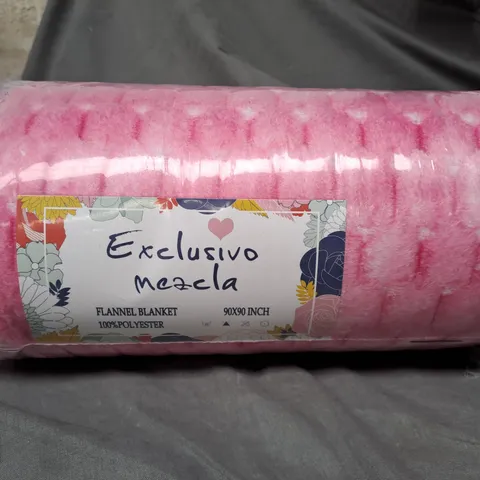 Exclusivo
mezcla
FLANNEL BLANKET 90X90 INCH
100%POLYESTER